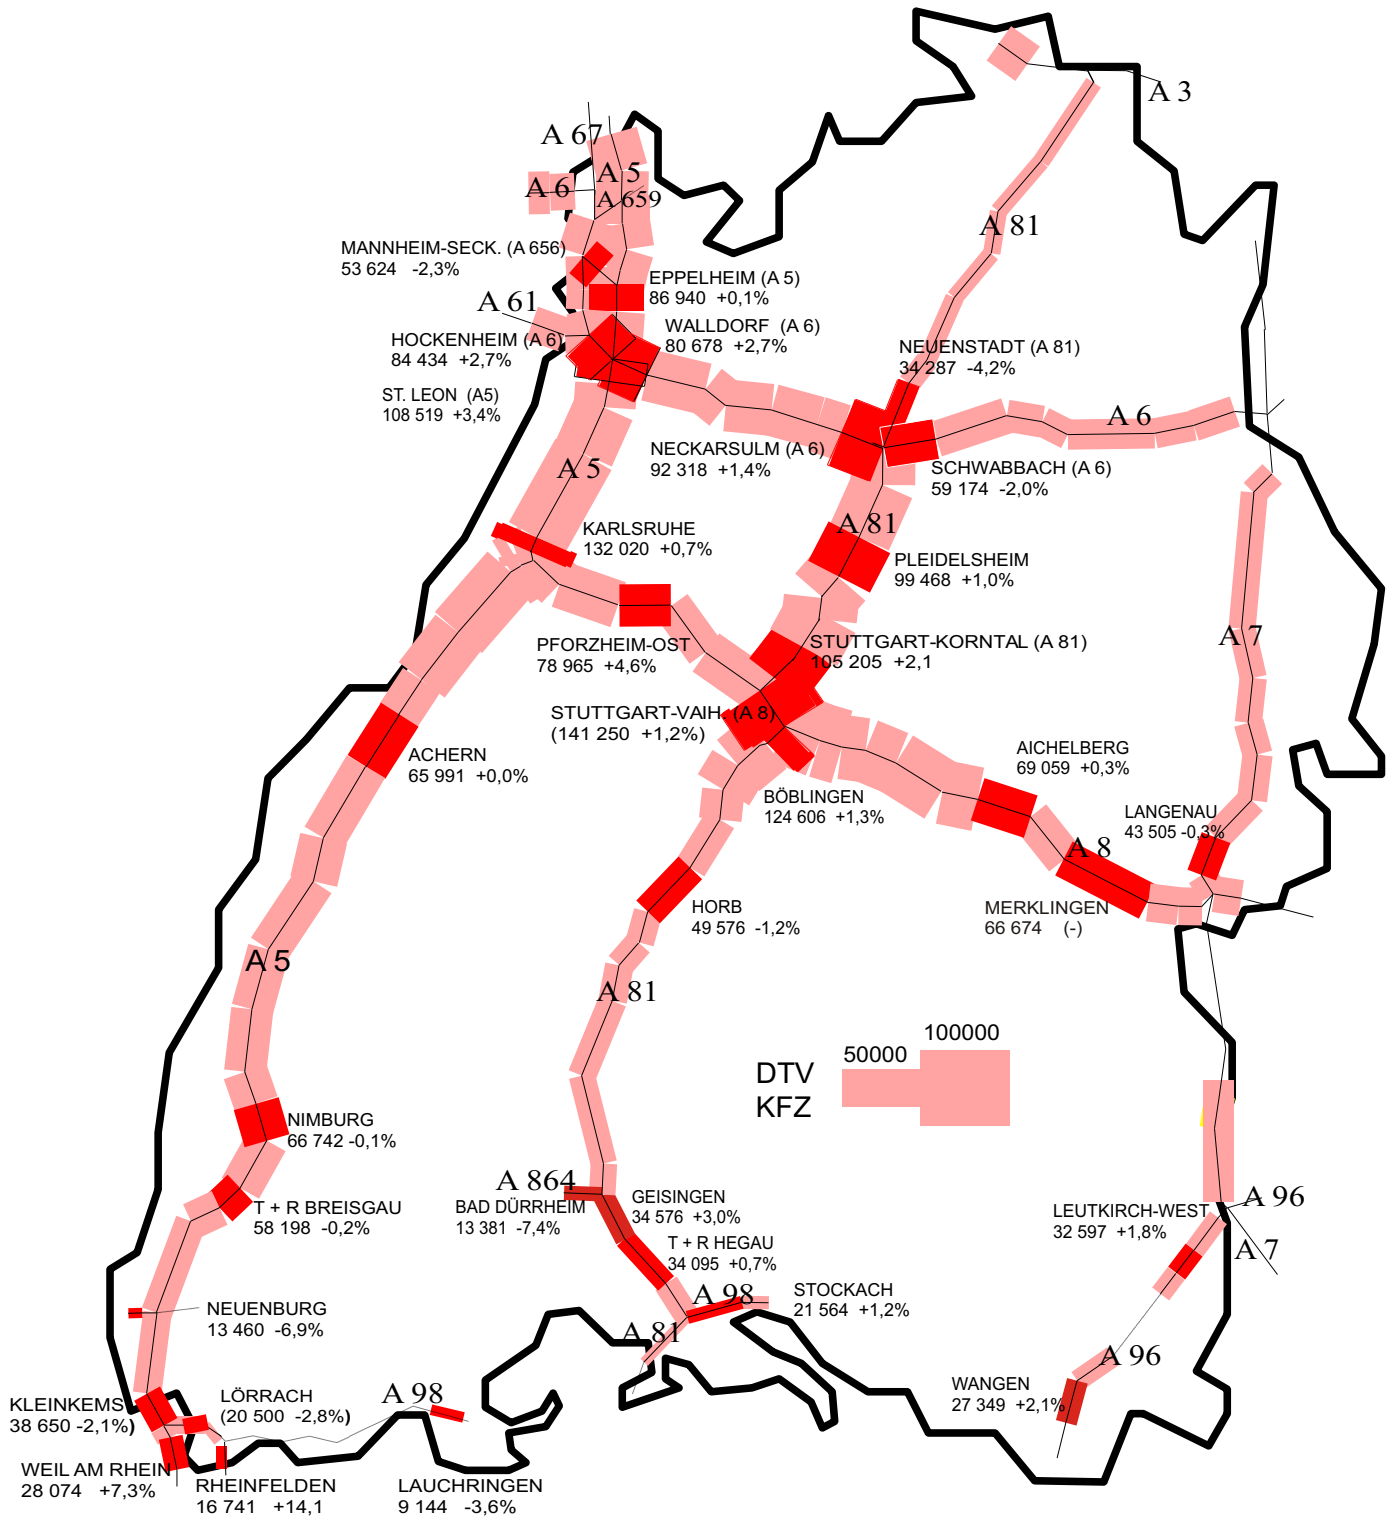 A 3
A 67
A 5
A 6
A 659
A 81
MANNHEIM-SECK. (A 656)
53 624 -2,3%
EPPELHEIM (A 5)
86 940 +0,1%
A 61
WALLDORF (A 6)
80 678 +2,7%
HOCKENHEIM (A 6)
84 434 +2,7%
NEUENSTADT (A 81)
34 287 -4,2%
ST. LEON (A5)
108 519 +3,4%
A 6
NECKARSULM (A 6)
92 318 +1,4%
SCHWABBACH (A 6)
59 174 -2,0%
A 5
A 81
KARLSRUHE
132 020 +0,7%
PLEIDELSHEIM
99 468 +1,0%
A 7
PFORZHEIM-OST
78 965 +4,6%
STUTTGART-KORNTAL (A 81)
105 205 +2,1
STUTTGART-VAIH. (A 8)
(141 250 +1,2%)
ACHERN
65 991 +0,0%
AICHELBERG
69 059 +0,3%
BÖBLINGEN
124 606 +1,3%
LANGENAU
43 505 -0,3%
A 8
HORB
49 576 -1,2%
MERKLINGEN
66 674 (-)
A 5
A 81
100000
50000
DTV
KFZ
NIMBURG
66 742 -0,1%
A 864
BAD DÜRRHEIM
13 381 -7,4%
GEISINGEN
34 576 +3,0%
T + R BREISGAU
58 198 -0,2%
A 96
LEUTKIRCH-WEST
32 597 +1,8%
T + R HEGAU
34 095 +0,7%
A 7
STOCKACH
21 564 +1,2%
A 98
NEUENBURG
13 460 -6,9%
A 81
A 96
WANGEN
27 349 +2,1%
KLEINKEMS
38 650 -2,1%)
LÖRRACH
(20 500 -2,8%)
A 98
WEIL AM RHEIN
28 074 +7,3%
RHEINFELDEN
16 741 +14,1
LAUCHRINGEN
9 144 -3,6%